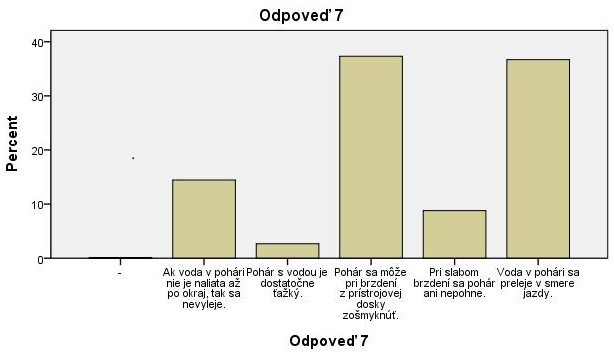 Odpoveď 7
Percent
40
30
20
10
0
-
Ak voda v pohári
nie je naliata až
po okraj, tak sa
nevyleje.
Pohár s vodou je
dostatočne
ťažký.
Pohár sa môže
pri brzdení
z prístrojovej
dosky
zošmyknúť.
Pri slabom
brzdení sa pohár
ani nepohne.
Voda v pohári sa
preleje v smere
jazdy.
Odpoveď 7